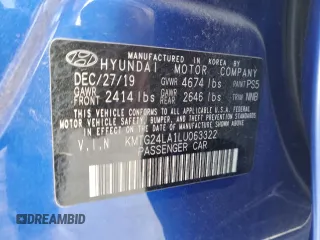 MANUFACTURED IN KOREA BY
HYUNDAI MOTOR COMPANY
DEC/27/19 GVWR 4674 lbs PAINT PS5
GAWR FRONT 2414 lbs GAWR REAR 2646 lbs TRIM NNB
THIS VEHICLE CONFORMS TO ALL APPLICABLE U.S. FEDERAL MOTOR VEHICLE SAFETY, BUMPER, AND THEFT PREVENTION STANDARDS IN EFFECT ON THE DATE OF MANUFACTURE SHOWN ABOVE.
V.I.N KMTG24LA1LU063322
PASSENGER CAR
DREAMBID